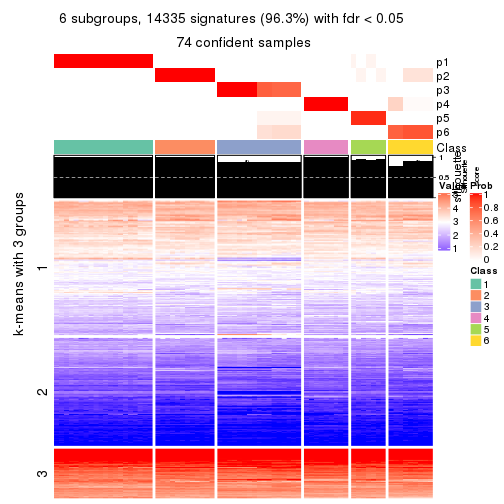 6 subgroups, 14335 signatures (96.3%) with fdr < 0.05
74 confident samples
p1
p2
p3
p4
p5
p6
Class
1
0.5
silhouette
score
k-means with 3 groups
1
2
3
Value
4
3
2
1
Prob
1
0.8
0.6
0.4
0.2
0
Class
1
2
3
4
5
6